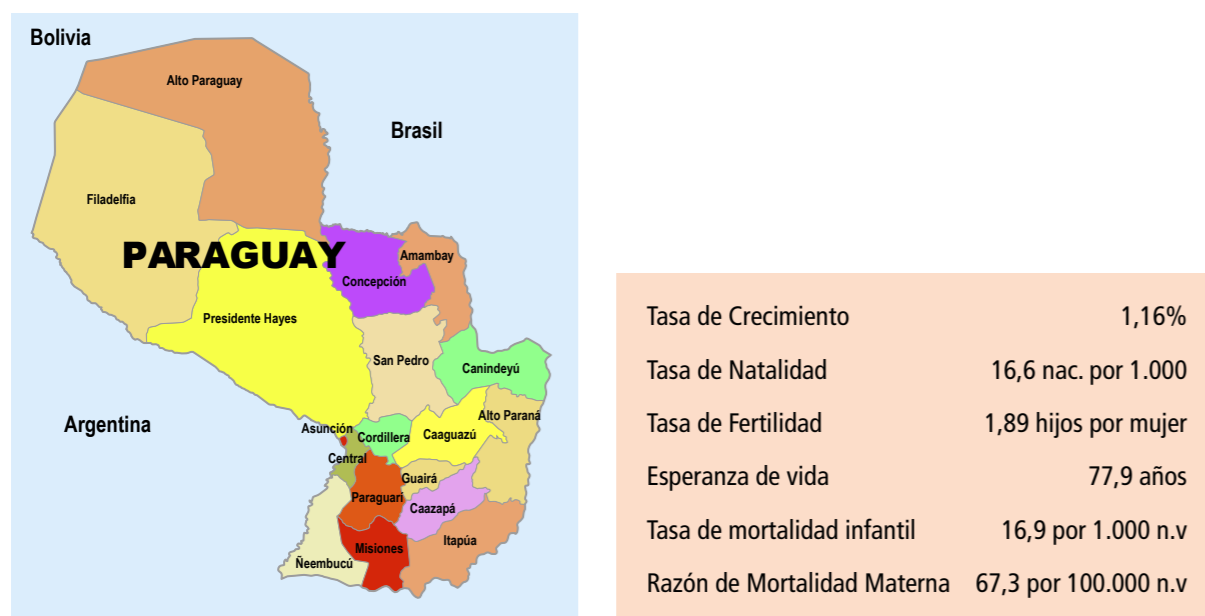 Bolivia
Alto Paraguay
Brasil
Filadelfia
PARAGUAY
Amambay
Concepción
Presidente Hayes
San Pedro
Canindeyú
Alto Paraná
Argentina
Asunción
Cordillera
Caaguazú
Central
Guairá
Paraguarí
Caazapá
Itapúa
Misiones
Ñeembucú
Tasa de Crecimiento 1,16%
Tasa de Natalidad 16,6 nac. por 1.000
Tasa de Fertilidad 1,89 hijos por mujer
Esperanza de vida 77,9 años
Tasa de mortalidad infantil 16,9 por 1.000 n.v
Razón de Mortalidad Materna 67,3 por 100.000 n.v